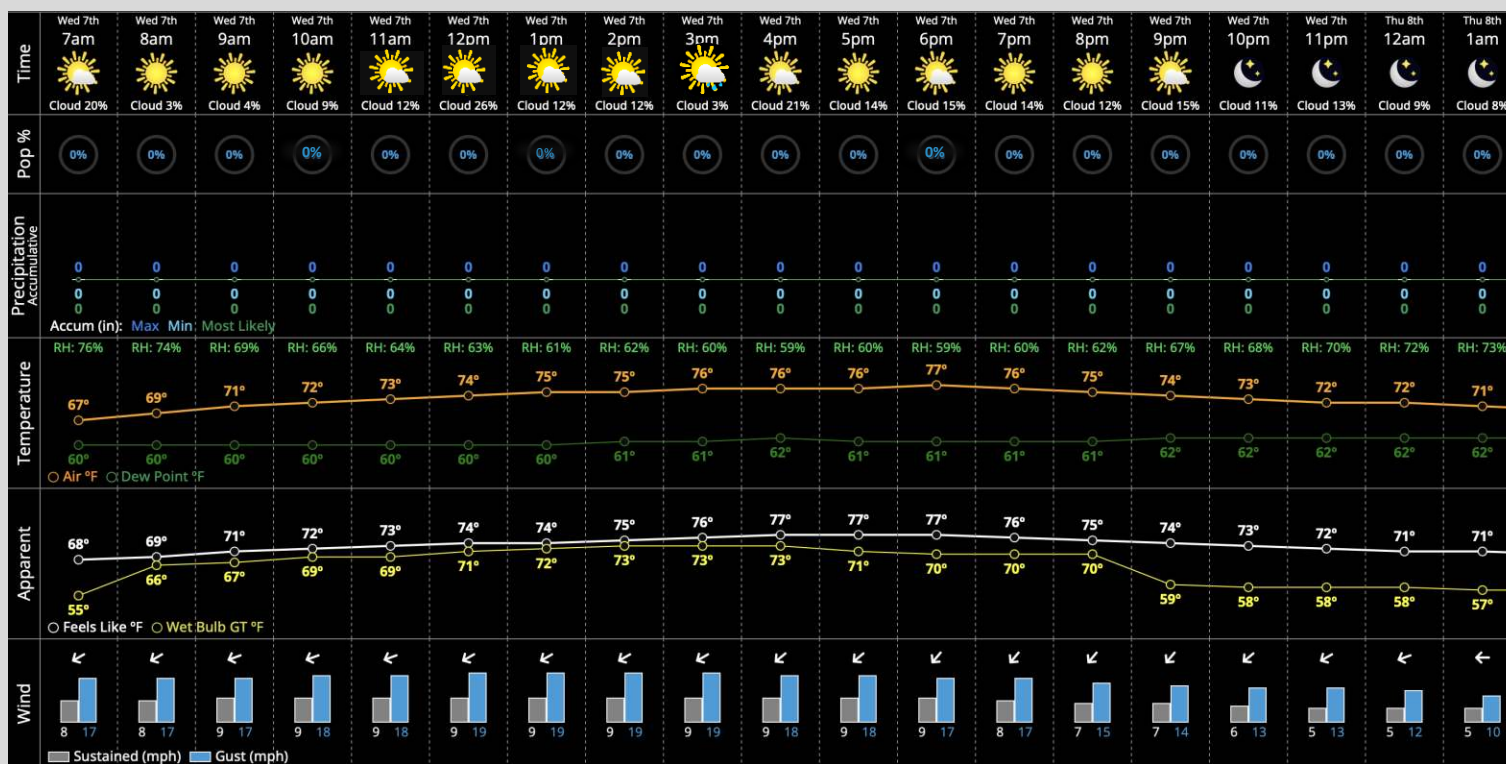 Wed 7th Wed 7th Wed 7th Wed 7th Wed 7th Wed 7th Wed 7th Wed 7th Wed 7th Wed 7th Wed 7th Wed 7th Wed 7th Wed 7th Wed 7th Wed 7th Wed 7th Thu 8th Thu 8th
7am 8am 9am 10am 11am 12pm 1pm 2pm 3pm 4pm 5pm 6pm 7pm 8pm 9pm 10pm 11pm 12am 1am
Time
Cloud 20% Cloud 3% Cloud 4% Cloud 9% Cloud 12% Cloud 26% Cloud 12% Cloud 12% Cloud 3% Cloud 21% Cloud 14% Cloud 15% Cloud 14% Cloud 12% Cloud 15% Cloud 11% Cloud 13% Cloud 9% Cloud 8%
Pop %
0% 0% 0% 0% 0% 0% 0% 0% 0% 0% 0% 0% 0% 0% 0% 0% 0% 0% 0%
Precipitation
Accumulative
0 0 0 0 0 0 0 0 0 0 0 0 0 0 0 0 0 0 0
0 0 0 0 0 0 0 0 0 0 0 0 0 0 0 0 0 0 0
0 0 0 0 0 0 0 0 0 0 0 0 0 0 0 0 0 0 0
Accum (in): Max Min Most Likely
Temperature
RH: 76% RH: 74% RH: 69% RH: 66% RH: 64% RH: 63% RH: 61% RH: 62% RH: 60% RH: 59% RH: 60% RH: 59% RH: 60% RH: 62% RH: 67% RH: 68% RH: 70% RH: 72% RH: 73%
67° 69° 71° 72° 73° 74° 75° 75° 76° 76° 76° 77° 76° 75° 74° 73° 72° 72° 71°
60° 60° 60° 60° 60° 60° 60° 61° 61° 62° 61° 61° 61° 61° 62° 62° 62° 62° 62°
Air °F Dew Point °F
Apparent
68° 69° 71° 72° 73° 74° 74° 75° 76° 77° 77° 77° 76° 75° 74° 73° 72° 71° 71°
55° 66° 67° 69° 69° 71° 72° 73° 73° 73° 71° 70° 70° 70° 59° 58° 58° 58° 57°
Feels Like °F Wet Bulb GT °F
Wind
8 17 8 17 9 17 9 18 9 18 9 19 9 19 9 19 9 19 9 18 9 18 9 17 8 17 7 15 7 14 6 13 5 13 5 12 5 10
Sustained (mph) Gust (mph)